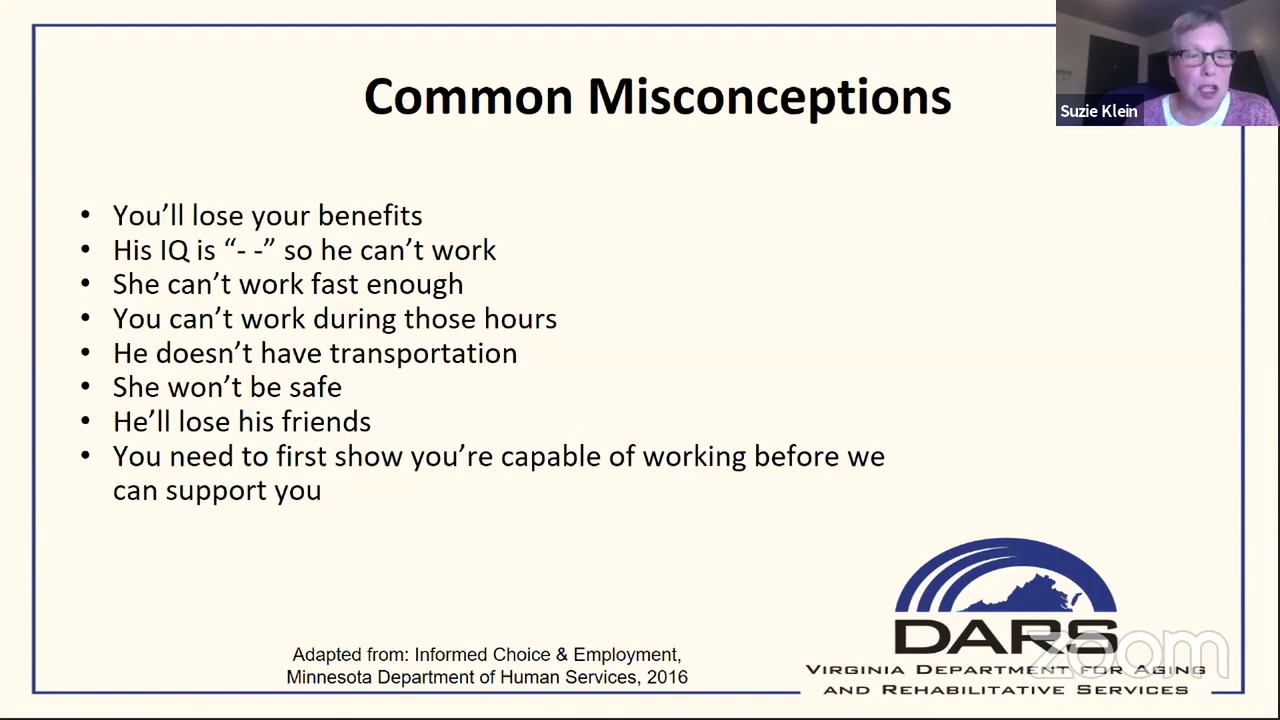 Common Misconceptions
Suzie Klein
• You’ll lose your benefits
• His IQ is “- -” so he can’t work
• She can’t work fast enough
• You can’t work during those hours
• He doesn’t have transportation
• She won’t be safe
• He’ll lose his friends
• You need to first show you’re capable of working before we
can support you
Adapted from: Informed Choice & Employment,
Minnesota Department of Human Services, 2016
DARS
VIRGINIA DEPARTMENT FOR AGING
AND REHABILITATIVE SERVICES
zoom